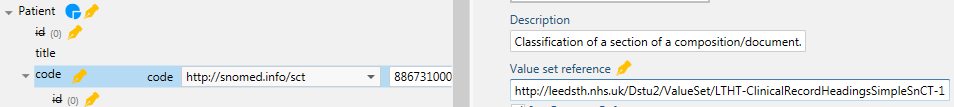 Patient
id (0)
title
code code http://snomed.info/sct 886731000
id (0)
Description
Classification of a section of a composition/document.
Value set reference
http://leedsth.nhs.uk/Dstu2/ValueSet/LTHT-ClinicalRecordHeadingsSimpleSnCT-1